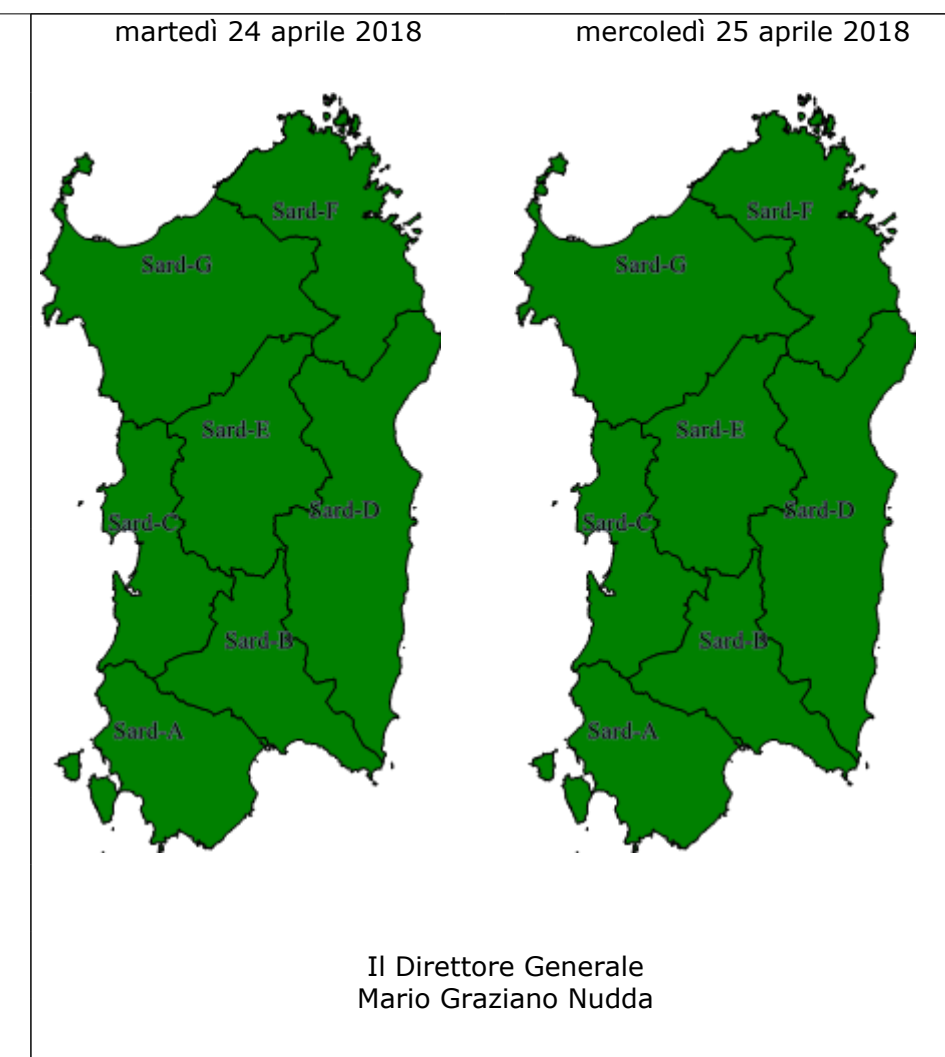 martedì 24 aprile 2018
mercoledì 25 aprile 2018
Sard-F
Sard-G
Sard-E
Sard-D
Sard-C
Sard-B
Sard-A
Sard-F
Sard-G
Sard-E
Sard-D
Sard-C
Sard-B
Sard-A
Il Direttore Generale
Mario Graziano Nudda